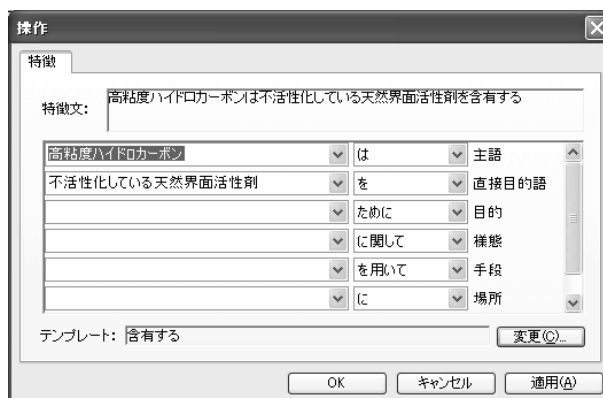 操作
特徴
特徴文: 高粘度ハイドロカーボンは不活性化している天然界面活性剤を含有する
高粘度ハイドロカーボン は 主語
不活性化している天然界面活性剤 を 直接目的語
ために 目的
に関して 様態
を用いて 手段
に 場所
テンプレート: 含有する 変更(C)...
OK キャンセル 適用(A)